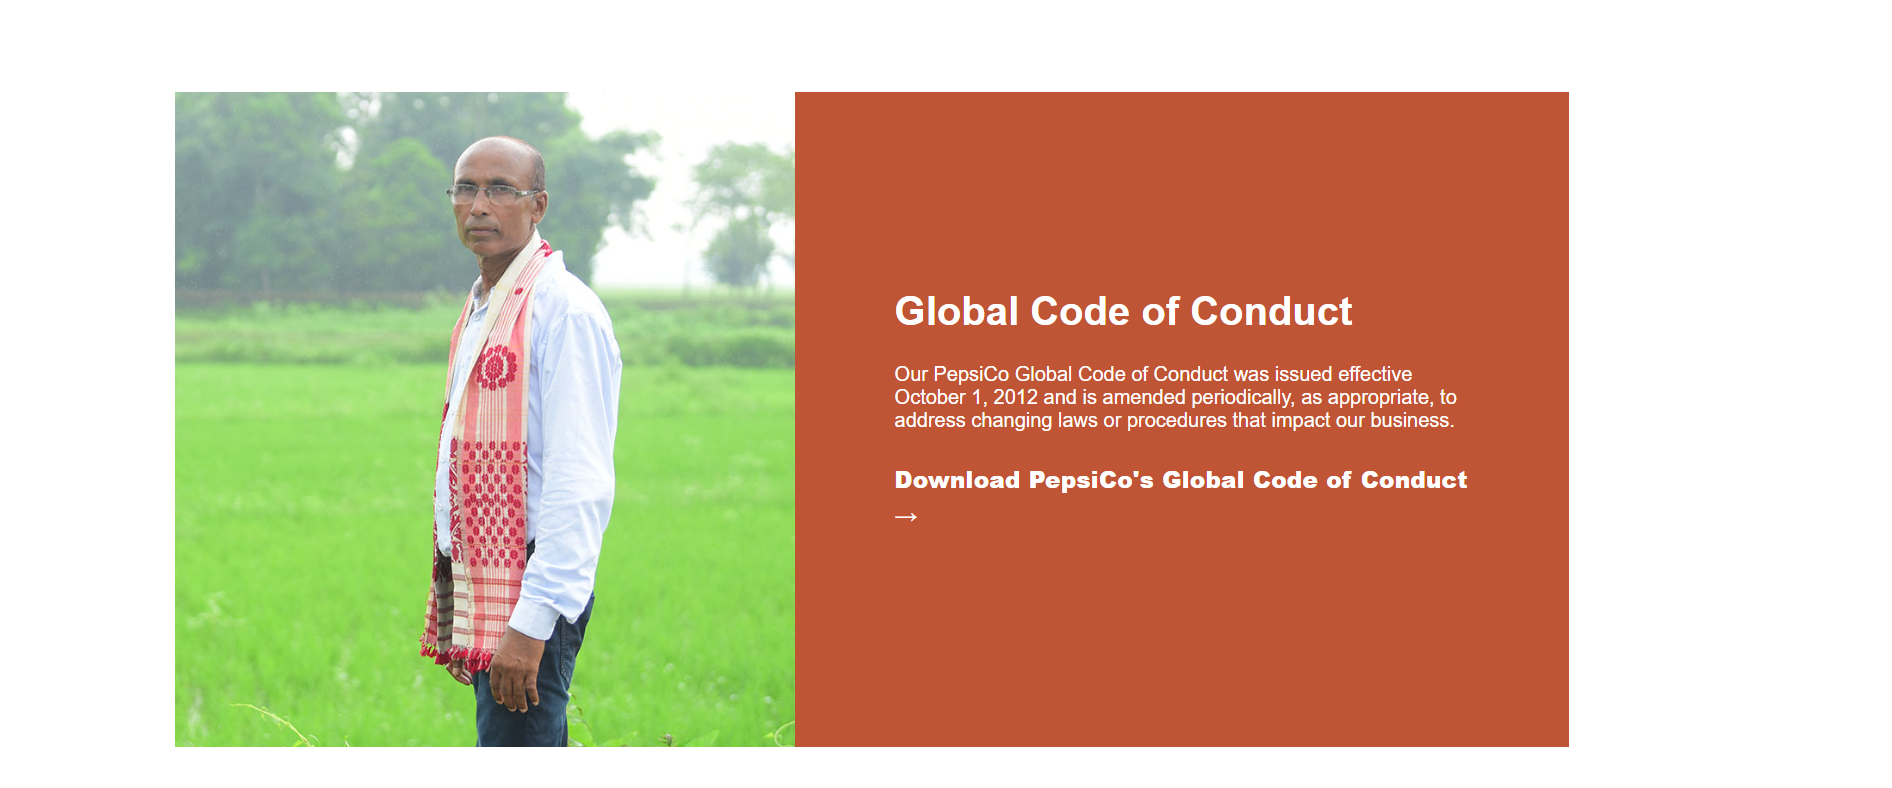 Global Code of Conduct
Our PepsiCo Global Code of Conduct was issued effective
October 1, 2012 and is amended periodically, as appropriate, to
address changing laws or procedures that impact our business.
Download PepsiCo's Global Code of Conduct
→